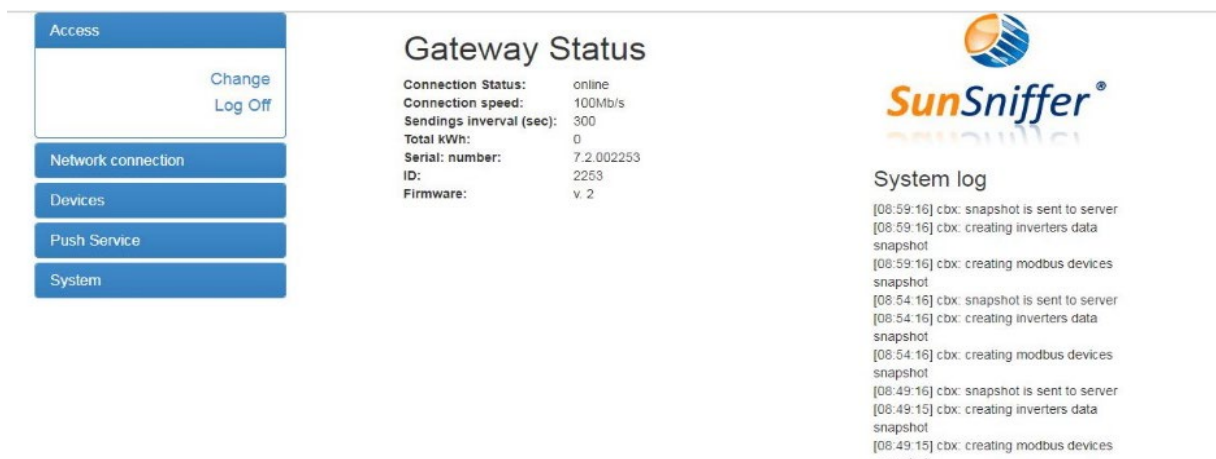 Access
Change
Log Off
Network connection
Devices
Push Service
System
Gateway Status
Connection Status: online
Connection speed: 100Mb/s
Sendings inverval (sec): 300
Total kWh: 0
Serial: number: 7.2.002253
ID: 2253
Firmware: v. 2
SunSniffer®
System log
[08:59:16] cbx: snapshot is sent to server
[08:59:16] cbx: creating inverters data
snapshot
[08:59:16] cbx: creating modbus devices
snapshot
[08:54:16] cbx: snapshot is sent to server
[08:54:16] cbx: creating inverters data
snapshot
[08:54:16] cbx: creating modbus devices
snapshot
[08:49:16] cbx: snapshot is sent to server
[08:49:15] cbx: creating inverters data
snapshot
[08:49:15] cbx: creating modbus devices